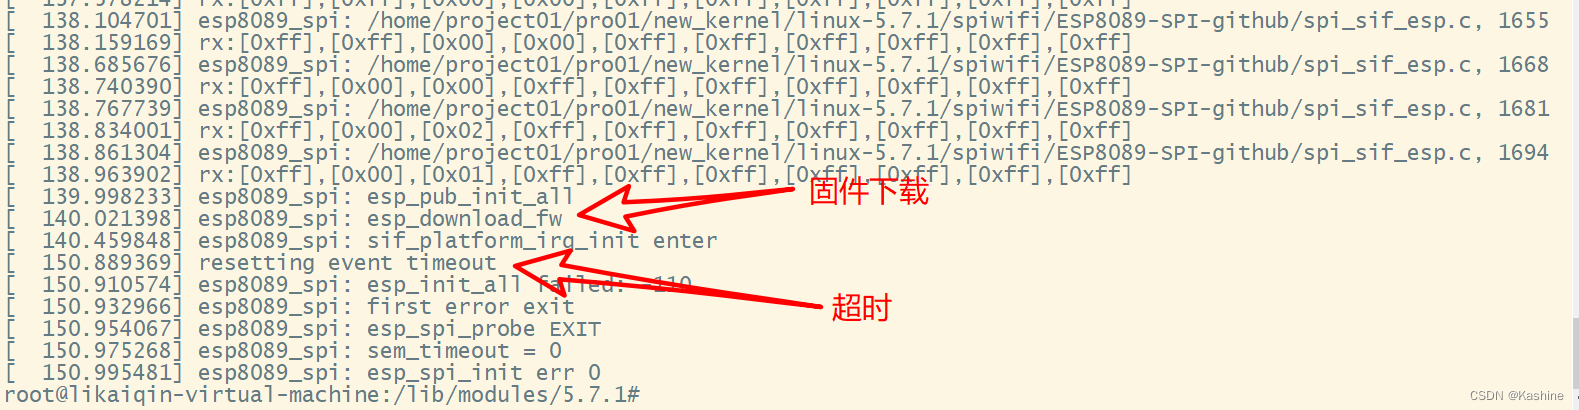 [  138.104701] esp8089_spi: /home/project01/pro01/new_kernel/linux-5.7.1/spiwifi/ESP8089-SPI-github/spi_sif_esp.c, 1655
[  138.159169] rx:[0xff],[0xff],[0x00],[0x00],[0xff],[0xff],[0xff],[0xff],[0xff],[0xff]
[  138.685676] esp8089_spi: /home/project01/pro01/new_kernel/linux-5.7.1/spiwifi/ESP8089-SPI-github/spi_sif_esp.c, 1668
[  138.740390] rx:[0xff],[0x00],[0x00],[0xff],[0xff],[0xff],[0xff],[0xff],[0xff],[0xff]
[  138.767739] esp8089_spi: /home/project01/pro01/new_kernel/linux-5.7.1/spiwifi/ESP8089-SPI-github/spi_sif_esp.c, 1681
[  138.834001] rx:[0xff],[0x00],[0x02],[0xff],[0xff],[0xff],[0xff],[0xff],[0xff],[0xff]
[  138.861304] esp8089_spi: /home/project01/pro01/new_kernel/linux-5.7.1/spiwifi/ESP8089-SPI-github/spi_sif_esp.c, 1694
[  138.963902] rx:[0xff],[0x00],[0x01],[0xff],[0xff],[0xff],[0xff],[0xff],[0xff],[0xff]
[  139.998233] esp8089_spi: esp_pub_init_all
固件下载
[  140.021398] esp8089_spi: esp_download_fw
[  140.459848] esp8089_spi: sif_platform_irq_init enter
[  150.889369] resetting event timeout
[  150.910574] esp8089_spi: esp_init_all failed: -110
[  150.932966] esp8089_spi: first error exit
超时
[  150.954067] esp8089_spi: esp_spi_probe EXIT
[  150.975268] esp8089_spi: sem_timeout = 0
[  150.995481] esp8089_spi: esp_spi_init err 0
root@likaiqin-virtual-machine:/lib/modules/5.7.1#
CSDN @Kashine